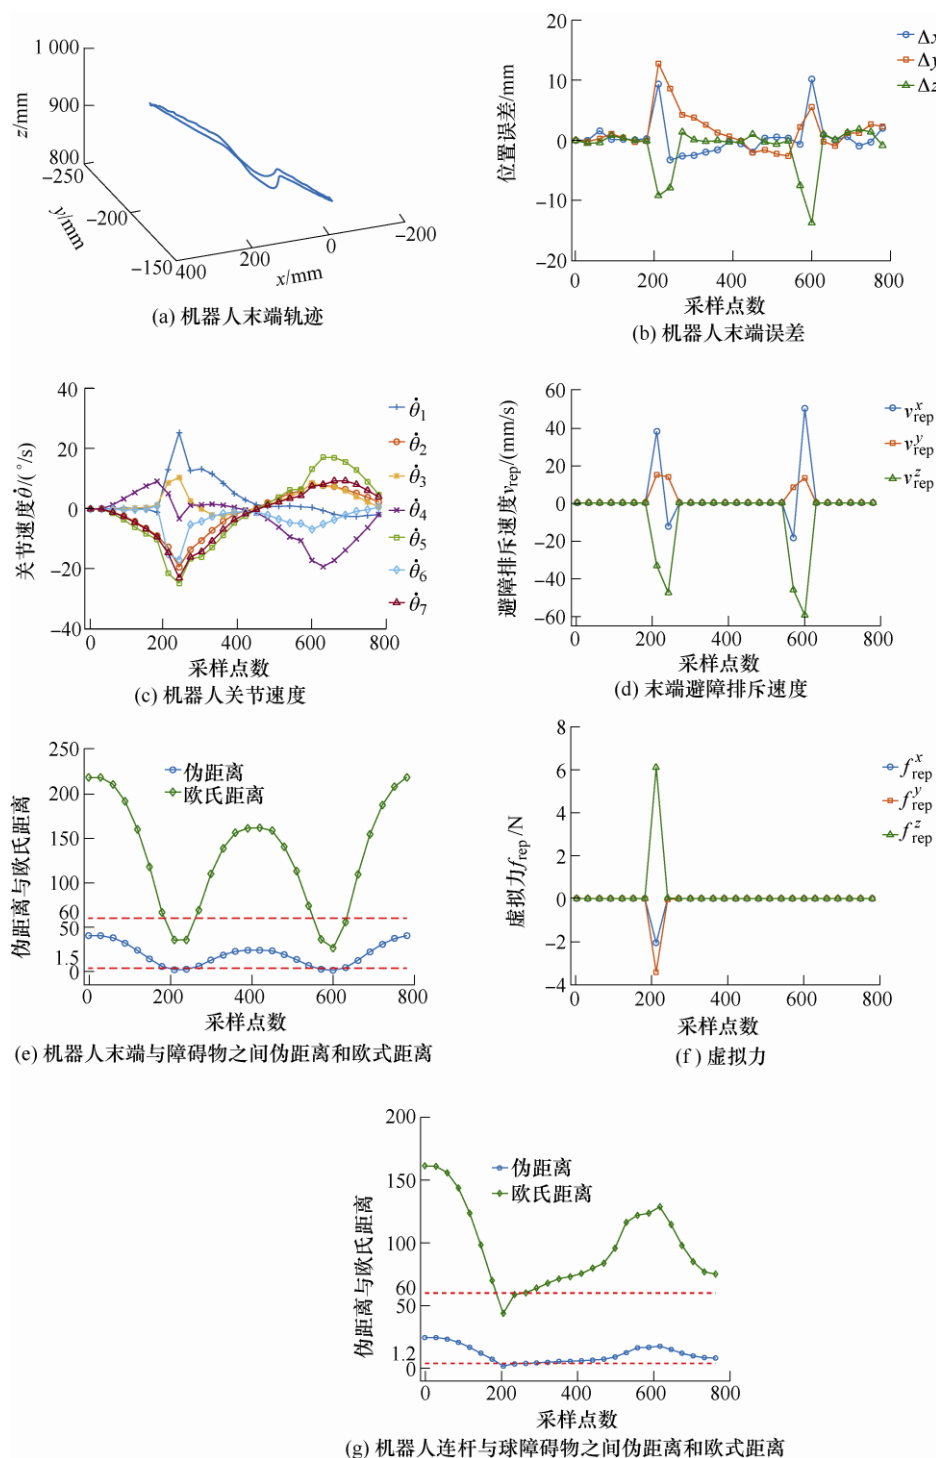 1 000
900
800
z/mm
−250
−200
−150
y/mm
400
200
0
−200
x/mm
(a) 机器人末端轨迹
20
10
0
−10
−20
位置误差/mm
0
200
400
600
800
采样点数
Δx
Δy
Δz
(b) 机器人末端误差
40
20
0
−20
−40
关节速度θ̇/(°/s)
0
200
400
600
800
采样点数
θ̇1
θ̇2
θ̇3
θ̇4
θ̇5
θ̇6
θ̇7
(c) 机器人关节速度
60
40
20
0
−20
−40
−60
避障排斥速度vrep/(mm/s)
0
200
400
600
800
采样点数
v x rep
v y rep
v z rep
(d) 末端避障排斥速度
250
200
150
100
60
50
1.5
0
伪距离与欧氏距离
伪距离
欧氏距离
0
200
400
600
800
采样点数
(e) 机器人末端与障碍物之间伪距离和欧式距离
8
6
4
2
0
−2
−4
虚拟力frep/N
0
200
400
600
800
采样点数
f x rep
f y rep
f z rep
(f) 虚拟力
200
150
100
60
50
1.2
0
伪距离与欧氏距离
伪距离
欧氏距离
0
200
400
600
800
采样点数
(g) 机器人连杆与球障碍物之间伪距离和欧式距离